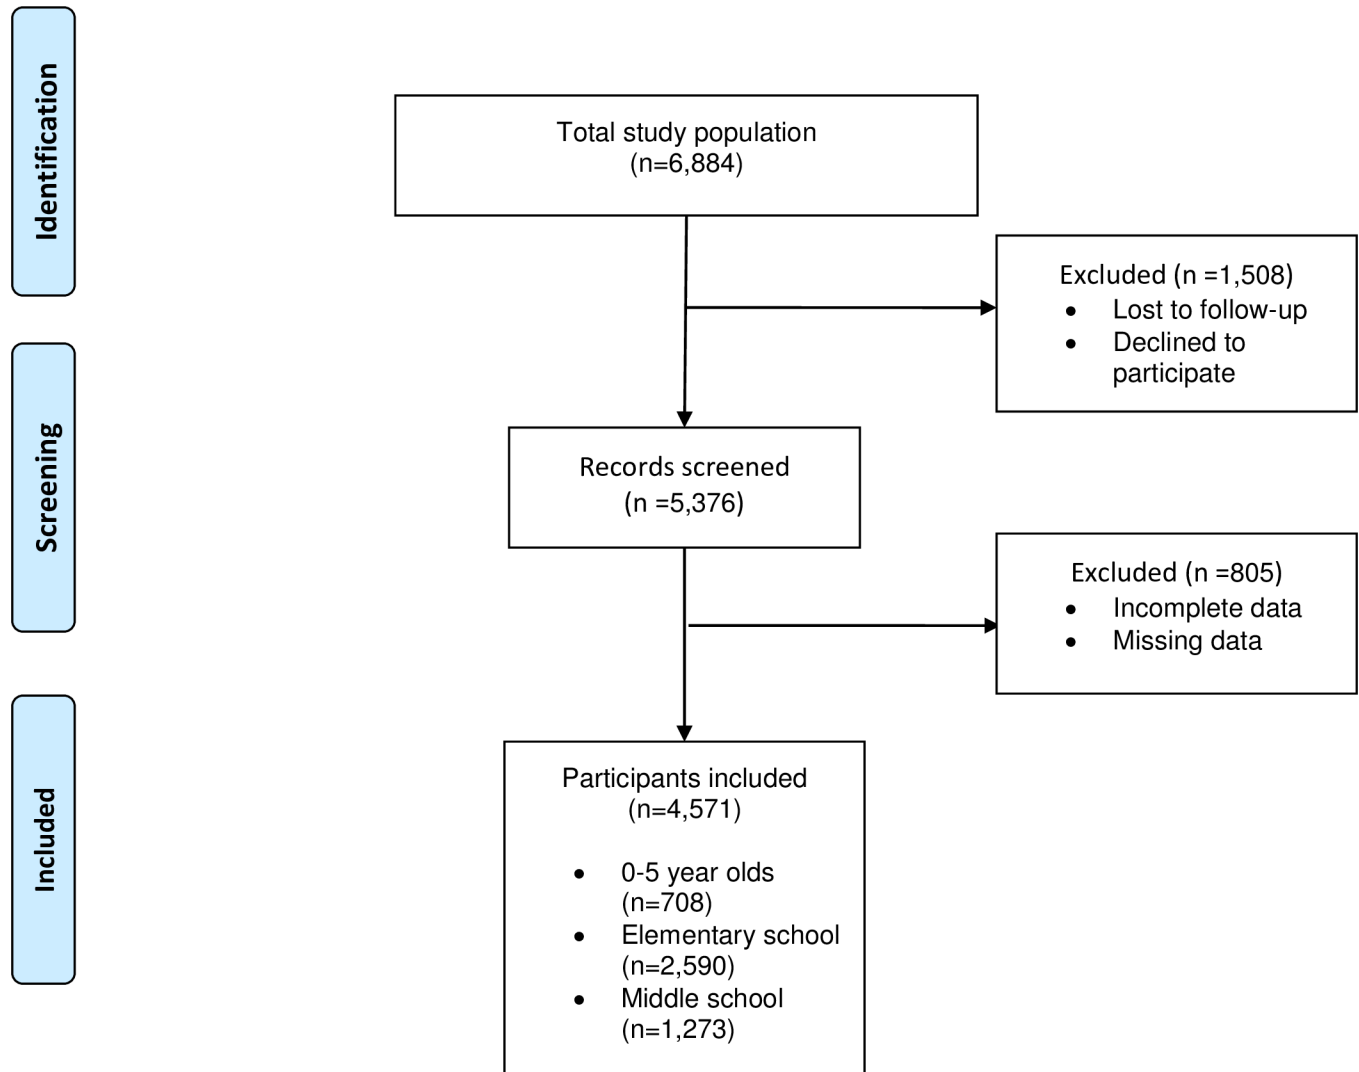 Identification
Total study population
(n=6,884)
Excluded (n =1,508)
• Lost to follow-up
• Declined to
participate
Screening
Records screened
(n =5,376)
Excluded (n =805)
• Incomplete data
• Missing data
Included
Participants included
(n=4,571)
• 0-5 year olds
(n=708)
• Elementary school
(n=2,590)
• Middle school
(n=1,273)